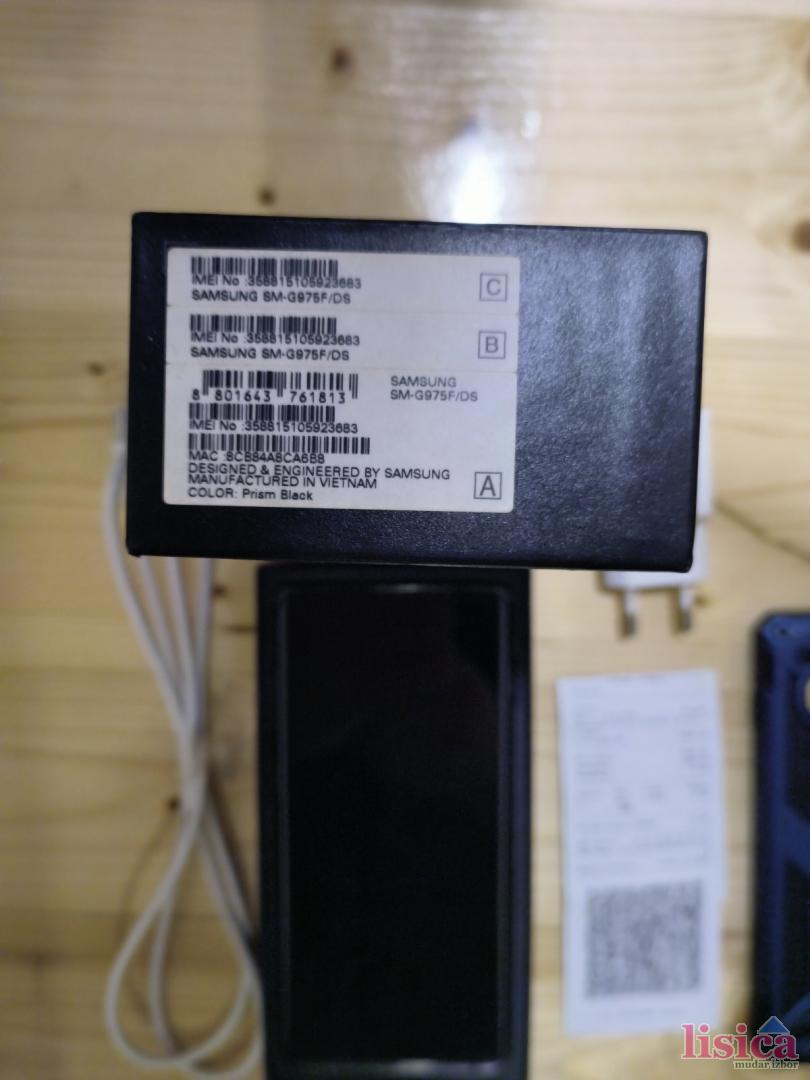 IMEI No :358815105923683
SAMSUNG SM-G975F/DS
C
IMEI No :358815105923683
SAMSUNG SM-G975F/DS
B
8 801643 761813
SAMSUNG
SM-G975F/DS
IMEI No :358815105923683
MAC :8C884A8CA6B8
DESIGNED & ENGINEERED BY SAMSUNG
MANUFACTURED IN VIETNAM
COLOR: Prism Black
A
lisica
mudar izbor